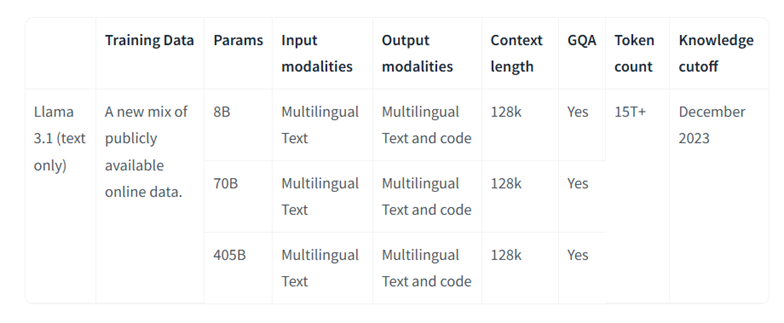 Training Data Params Input modalities Output modalities Context length GQA Token count Knowledge cutoff
Llama 3.1 (text only)
A new mix of publicly available online data.
8B Multilingual Text Multilingual Text and code 128k Yes 15T+ December 2023
70B Multilingual Text Multilingual Text and code 128k Yes
405B Multilingual Text Multilingual Text and code 128k Yes